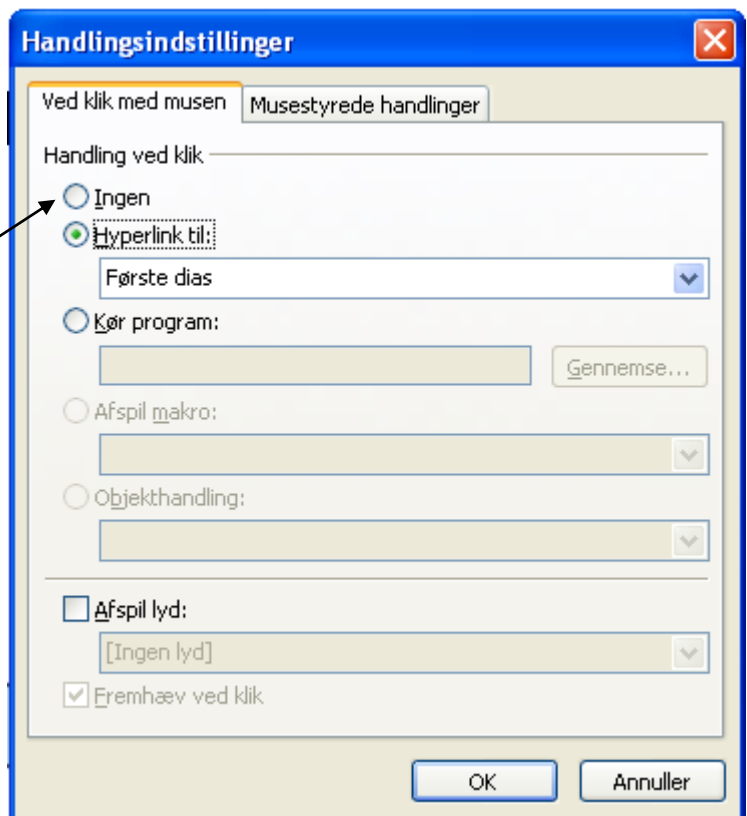 Handlingsindstillinger
Ved klik med musen Musestyrede handlinger
Handling ved klik
Ingen
Hyperlink til:
Første dias
Kør program:
Gennemse...
Afspil makro:
Objekthandling:
Afspil lyd:
[Ingen lyd]
Fremhæv ved klik
OK Annuller